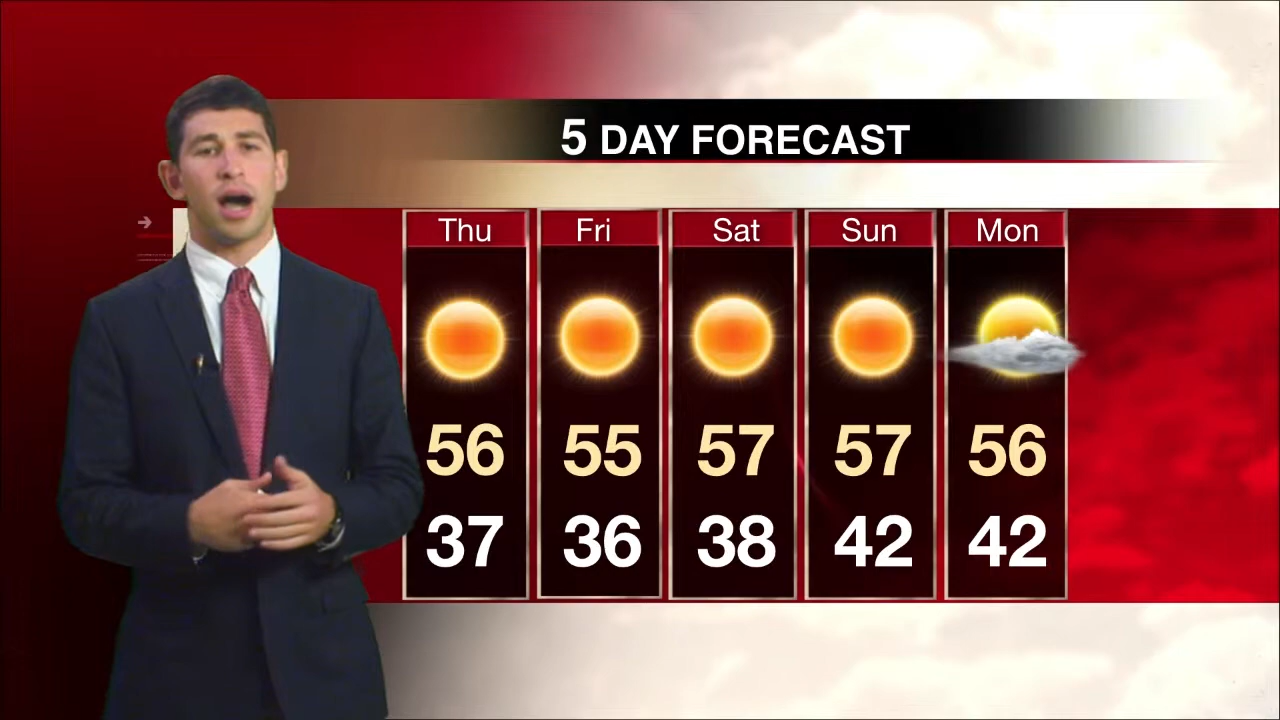 5 DAY FORECAST
Thu Fri Sat Sun Mon
56 55 57 57 56
37 36 38 42 42